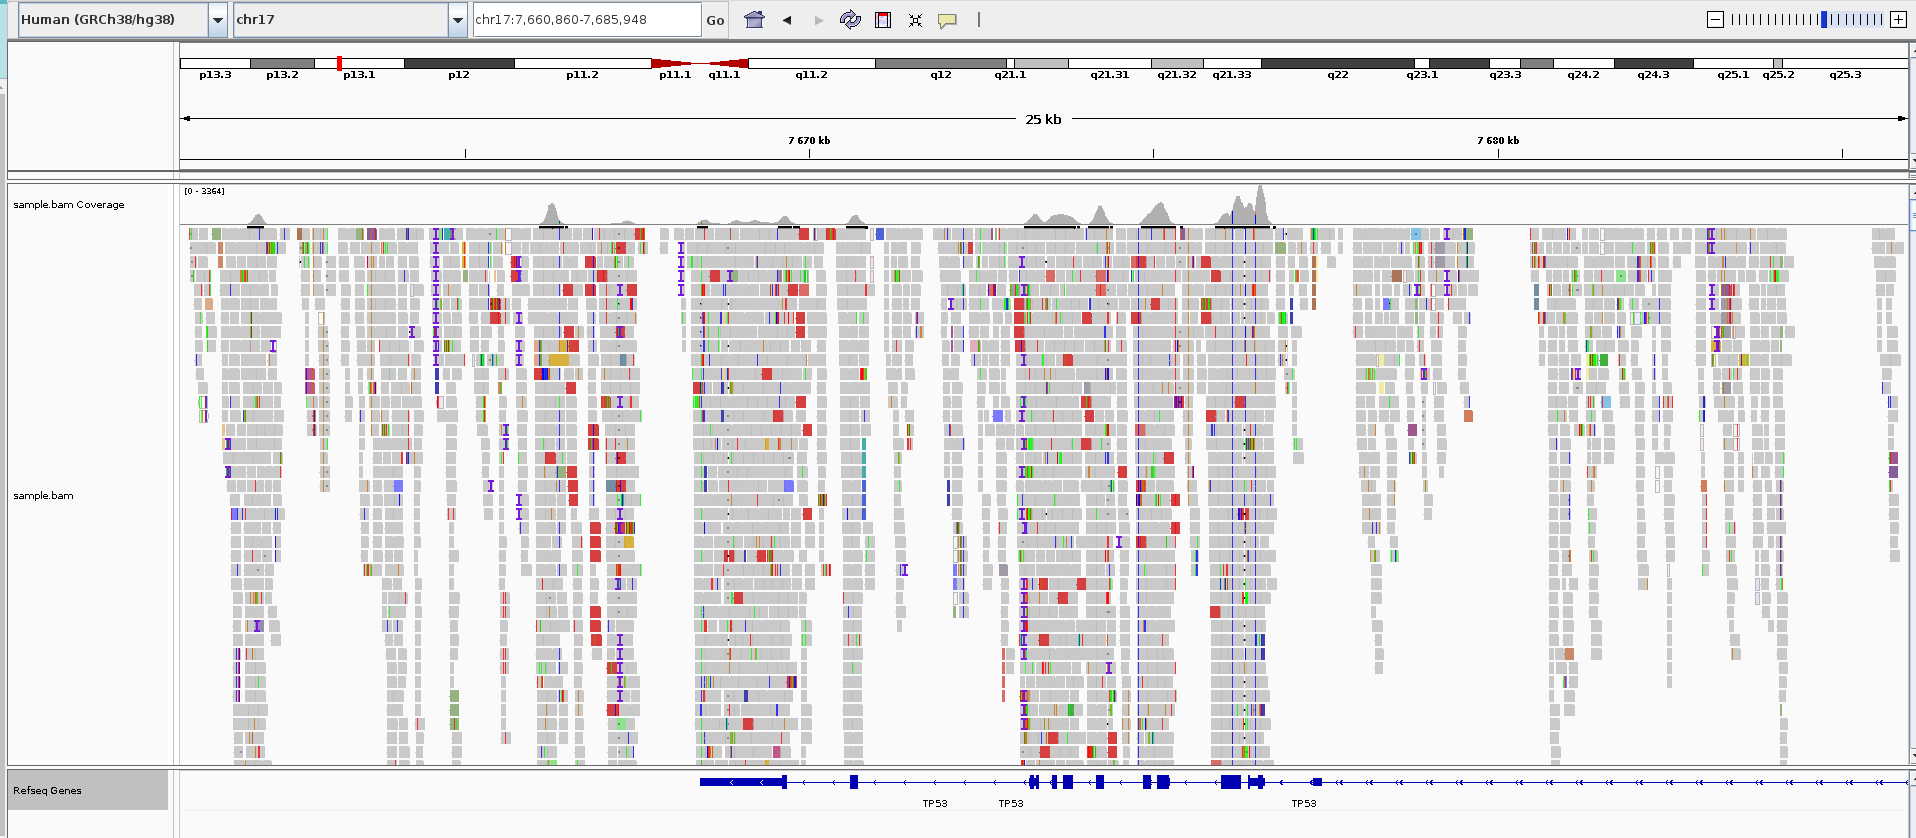 Human (GRCh38/hg38) chr17 chr17:7,660,860-7,685,948 Go
p13.3 p13.2 p13.1 p12 p11.2 p11.1 q11.1 q11.2 q12 q21.1 q21.31 q21.32 q21.33 q22 q23.1 q23.3 q24.2 q24.3 q25.1 q25.2 q25.3
25 kb
7 670 kb 7 680 kb
[0 - 3364]
sample.bam Coverage
sample.bam
Refseq Genes
TP53 TP53 TP53